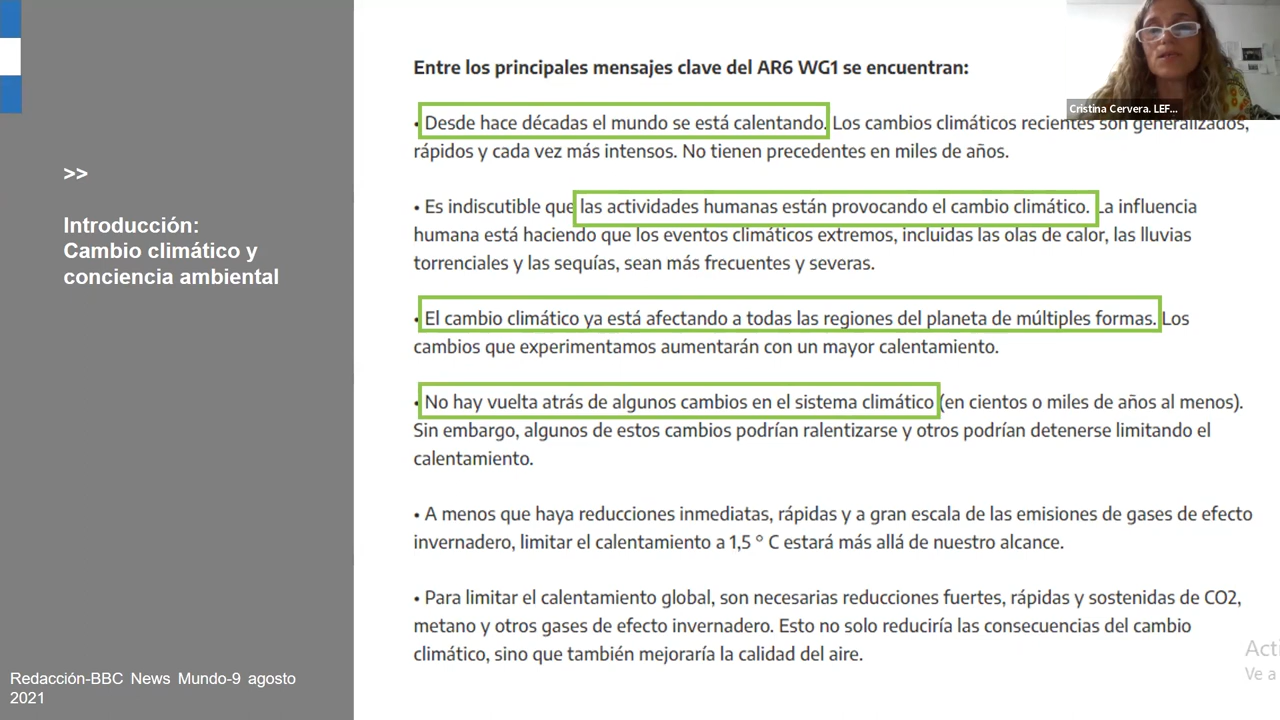 >>
Introducción:
Cambio climático y
conciencia ambiental
Redacción-BBC News Mundo-9 agosto
2021
Entre los principales mensajes clave del AR6 WG1 se encuentran:
• Desde hace décadas el mundo se está calentando. Los cambios climáticos recientes son generalizados,
rápidos y cada vez más intensos. No tienen precedentes en miles de años.
• Es indiscutible que las actividades humanas están provocando el cambio climático. La influencia
humana está haciendo que los eventos climáticos extremos, incluidas las olas de calor, las lluvias
torrenciales y las sequías, sean más frecuentes y severas.
• El cambio climático ya está afectando a todas las regiones del planeta de múltiples formas. Los
cambios que experimentamos aumentarán con un mayor calentamiento.
• No hay vuelta atrás de algunos cambios en el sistema climático (en cientos o miles de años al menos).
Sin embargo, algunos de estos cambios podrían ralentizarse y otros podrían detenerse limitando el
calentamiento.
• A menos que haya reducciones inmediatas, rápidas y a gran escala de las emisiones de gases de efecto
invernadero, limitar el calentamiento a 1,5 ° C estará más allá de nuestro alcance.
• Para limitar el calentamiento global, son necesarias reducciones fuertes, rápidas y sostenidas de CO2,
metano y otros gases de efecto invernadero. Esto no solo reduciría las consecuencias del cambio
climático, sino que también mejoraría la calidad del aire.
Cristina Cervera. LEF...
Acti
Ve a